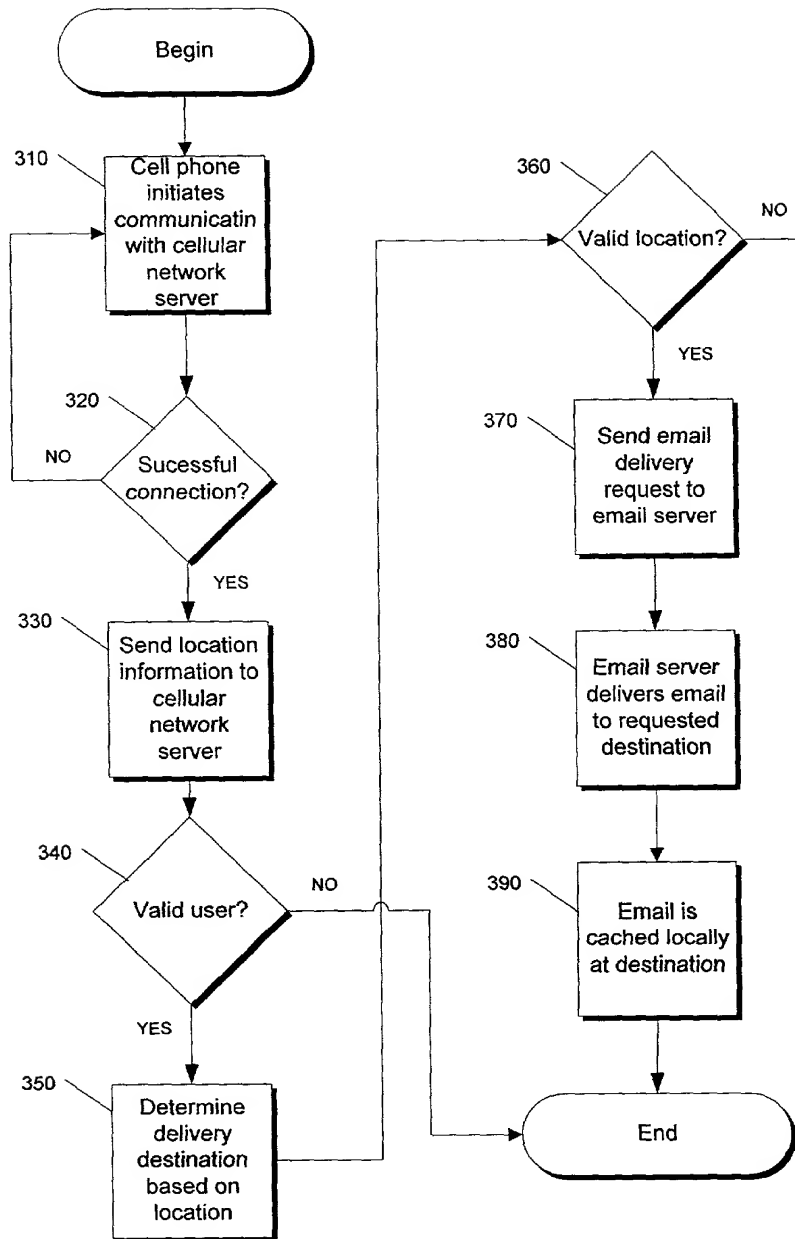 Begin
310
Cell phone
initiates
communicatin
with cellular
network
server
320
NO
Sucessful
connection?
YES
330
Send location
information to
cellular
network
server
340
NO
Valid user?
YES
350
Determine
delivery
destination
based on
location
360
NO
Valid location?
YES
370
Send email
delivery
request to
email server
380
Email server
delivers email
to requested
destination
390
Email is
cached locally
at destination
End